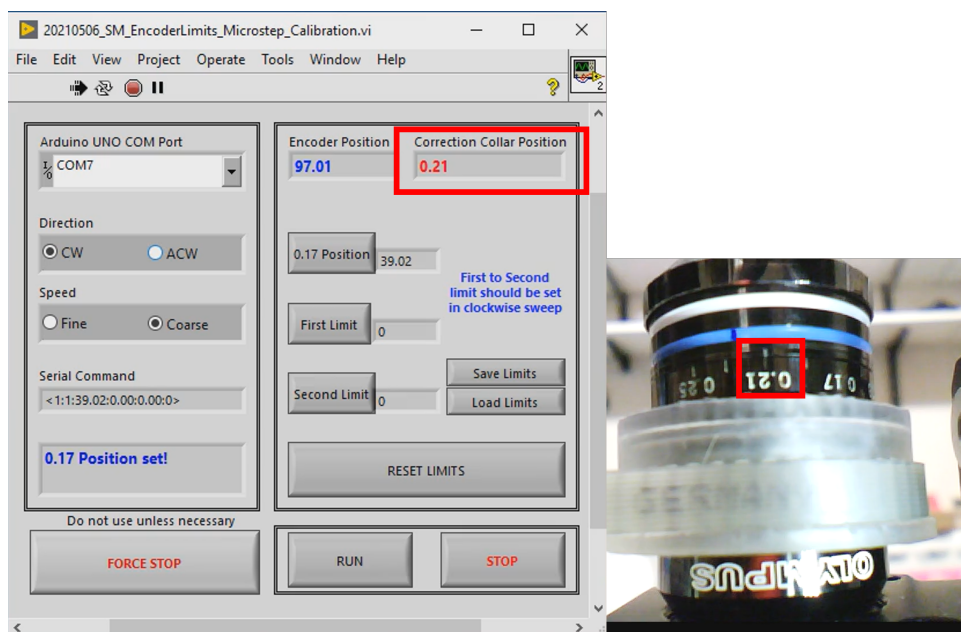 20210506_SM_EncoderLimits_Microstep_Calibration.vi
File Edit View Project Operate Tools Window Help
2
Arduino UNO COM Port
COM7
Direction
CW ACW
Speed
Fine Coarse
Serial Command
<1:1:39.02:0.00:0.00:0>
0.17 Position set!
Do not use unless necessary
FORCE STOP
Encoder Position Correction Collar Position
97.01 0.21
0.17 Position 39.02
First to Second
limit should be set
in clockwise sweep
First Limit 0
Second Limit 0
Save Limits
Load Limits
RESET LIMITS
RUN STOP
0.25 0.21 0.17
GERMANY
OLYMPUS